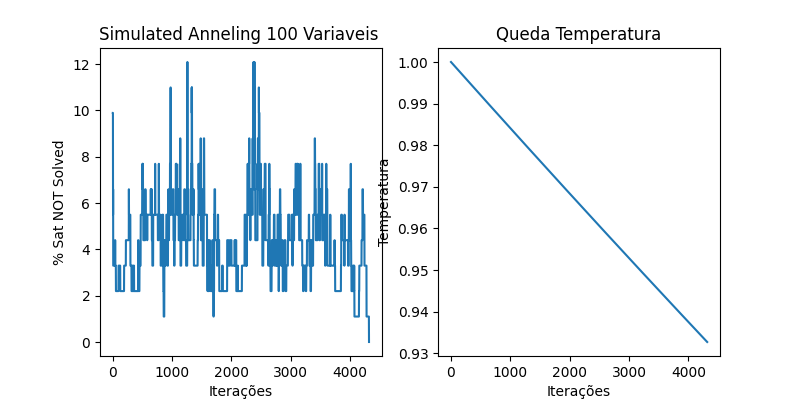 Simulated Anneling 100 Variaveis
% Sat NOT Solved
12
10
8
6
4
2
0
0 1000 2000 3000 4000
Iterações
Queda Temperatura
Temperatura
1.00
0.99
0.98
0.97
0.96
0.95
0.94
0.93
0 1000 2000 3000 4000
Iterações